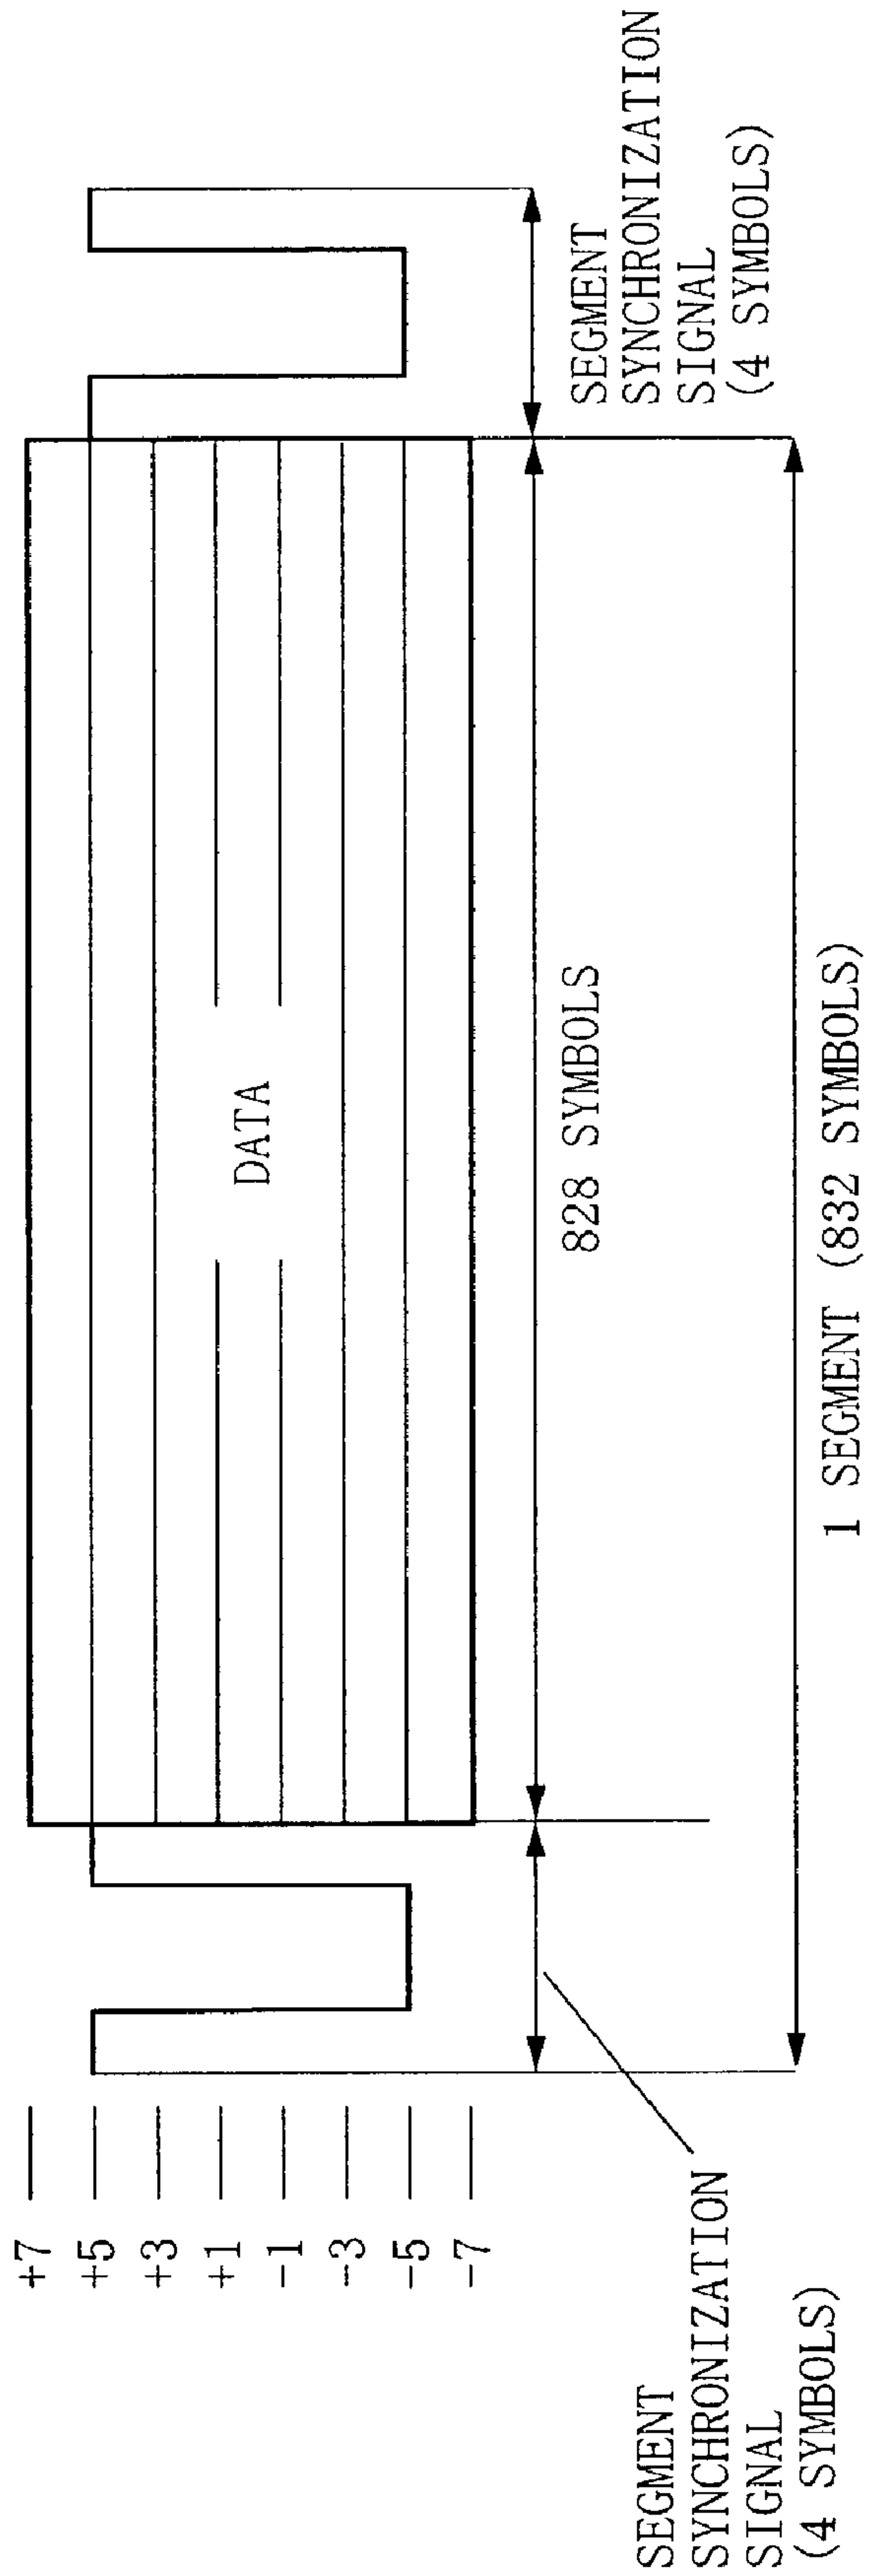 +7
+5
+3
+1
-1
-3
-5
-7
DATA
SEGMENT
SYNCHRONIZATION
SIGNAL
(4 SYMBOLS)
828 SYMBOLS
SEGMENT
SYNCHRONIZATION
SIGNAL
(4 SYMBOLS)
1 SEGMENT (832 SYMBOLS)